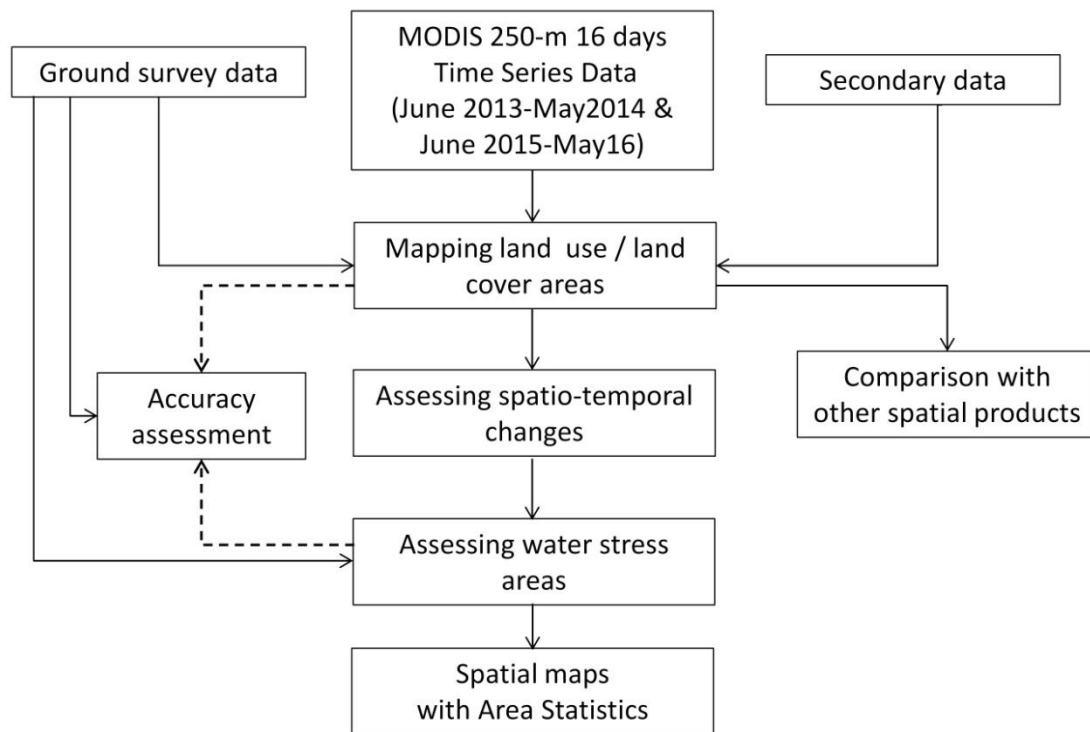 MODIS 250-m 16 days
Time Series Data
(June 2013-May2014 &
June 2015-May16)
Ground survey data
Secondary data
Mapping land use / land
cover areas
Accuracy
assessment
Assessing spatio-temporal
changes
Comparison with
other spatial products
Assessing water stress
areas
Spatial maps
with Area Statistics